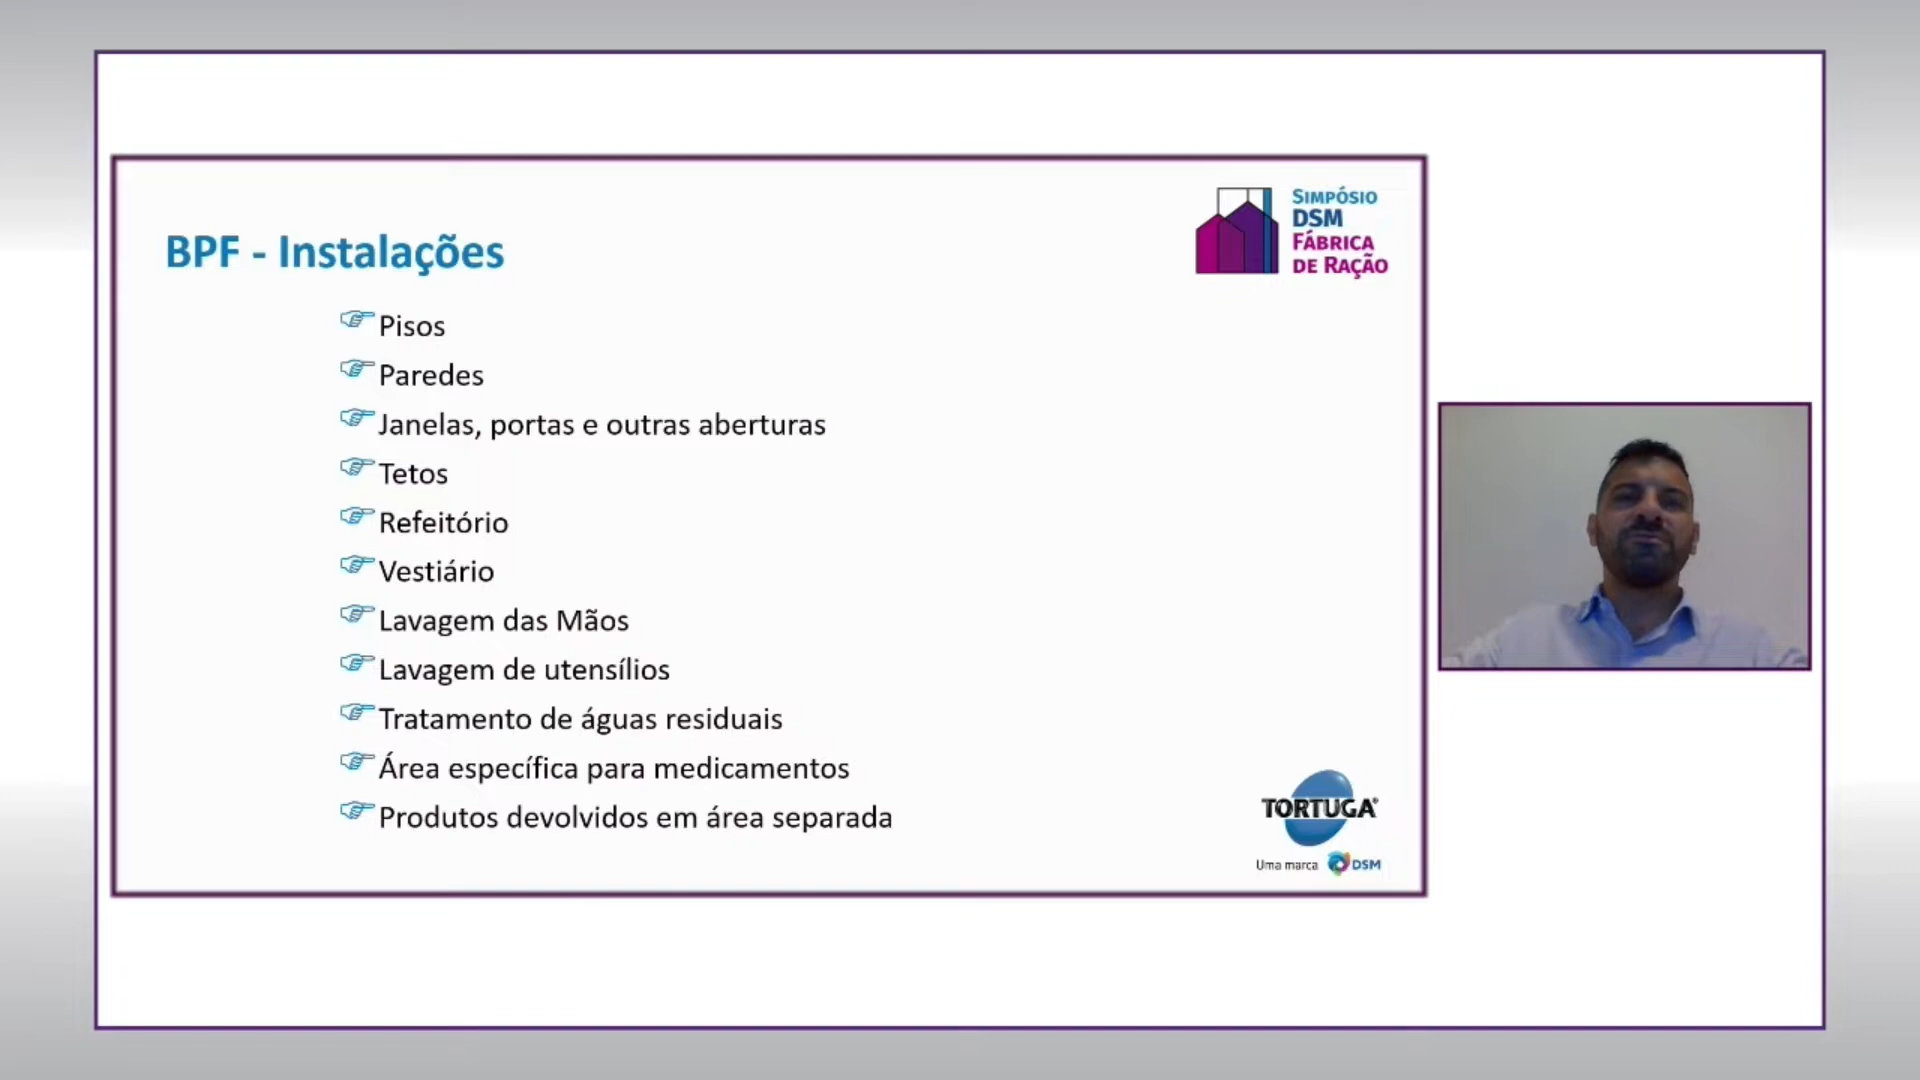 SIMPÓSIO
DSM
FÁBRICA
DE RAÇÃO
BPF - Instalações
Pisos
Paredes
Janelas, portas e outras aberturas
Tetos
Refeitório
Vestiário
Lavagem das Mãos
Lavagem de utensílios
Tratamento de águas residuais
Área específica para medicamentos
Produtos devolvidos em área separada
TORTUGA®
Uma marca DSM